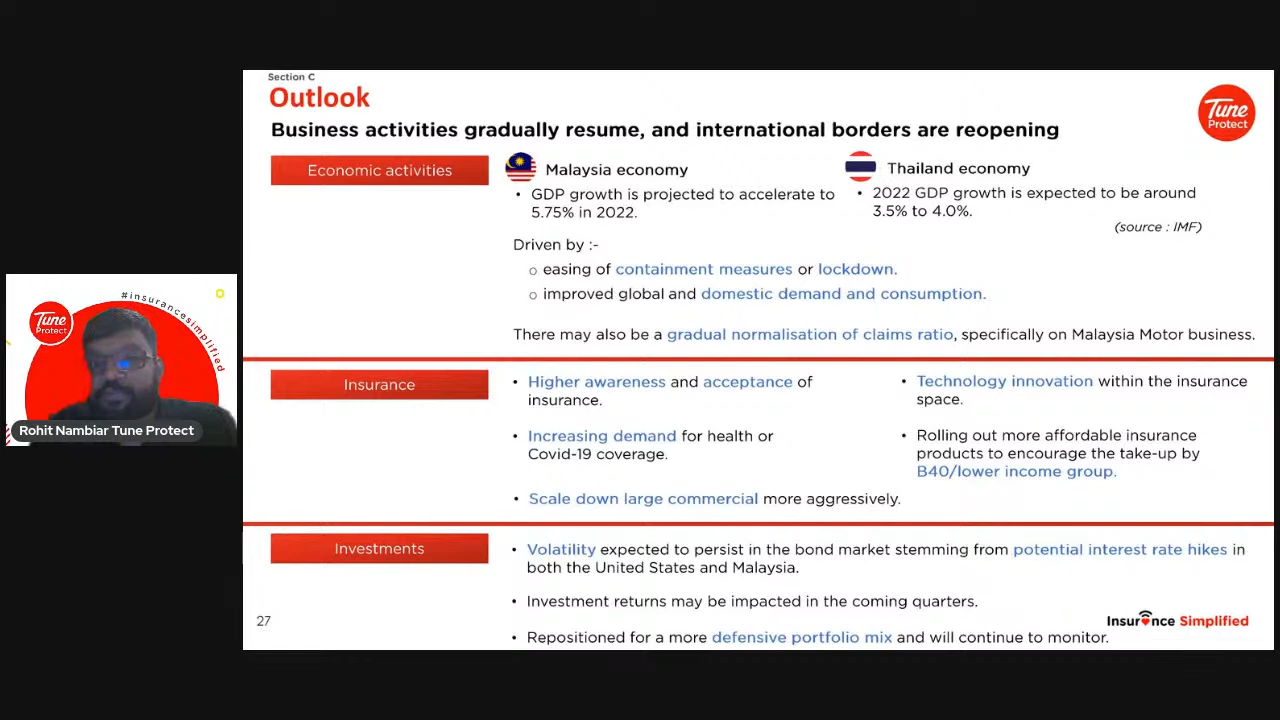 Section C
Outlook
Tune
Protect
Business activities gradually resume, and international borders are reopening
Economic activities
Malaysia economy
• GDP growth is projected to accelerate to
5.75% in 2022.
Thailand economy
• 2022 GDP growth is expected to be around
3.5% to 4.0%.
(source : IMF)
Driven by :-
o easing of containment measures or lockdown.
o improved global and domestic demand and consumption.
There may also be a gradual normalisation of claims ratio, specifically on Malaysia Motor business.
Insurance
• Higher awareness and acceptance of
insurance.
• Increasing demand for health or
Covid-19 coverage.
• Scale down large commercial more aggressively.
• Technology innovation within the insurance
space.
• Rolling out more affordable insurance
products to encourage the take-up by
B40/lower income group.
Investments
• Volatility expected to persist in the bond market stemming from potential interest rate hikes in
both the United States and Malaysia.
• Investment returns may be impacted in the coming quarters.
• Repositioned for a more defensive portfolio mix and will continue to monitor.
27
Insurance Simplified
#insurancesimplified
Tune
Protect
Rohit Nambiar Tune Protect